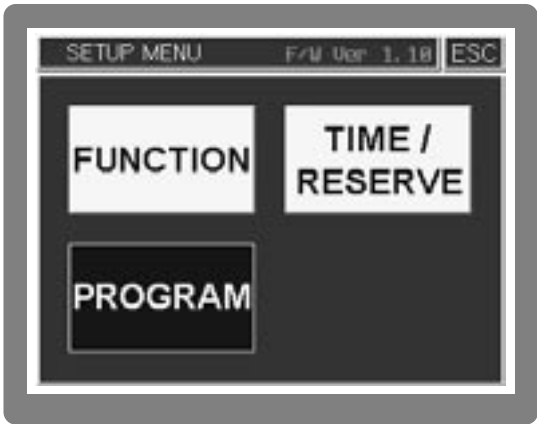 SETUP MENU F/W Ver 1.10 ESC
FUNCTION
TIME /
RESERVE
PROGRAM